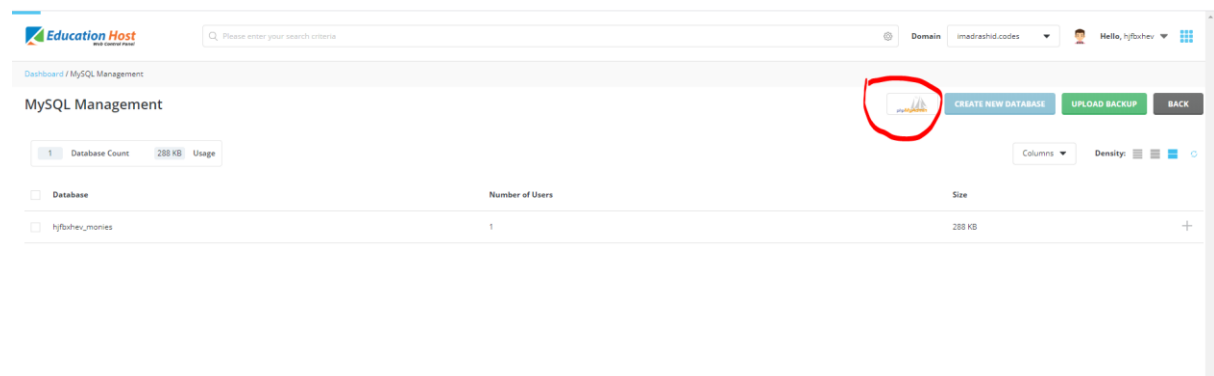 Education Host
Web Control Panel
Please enter your search criteria
Domain
imadrashid.codes
Hello, hjfbxhev
Dashboard / MySQL Management
MySQL Management
phpMyAdmin
CREATE NEW DATABASE
UPLOAD BACKUP
BACK
1 Database Count 288 KB Usage
Columns
Density:
Database Number of Users Size
hjfbxhev_monies 1 288 KB